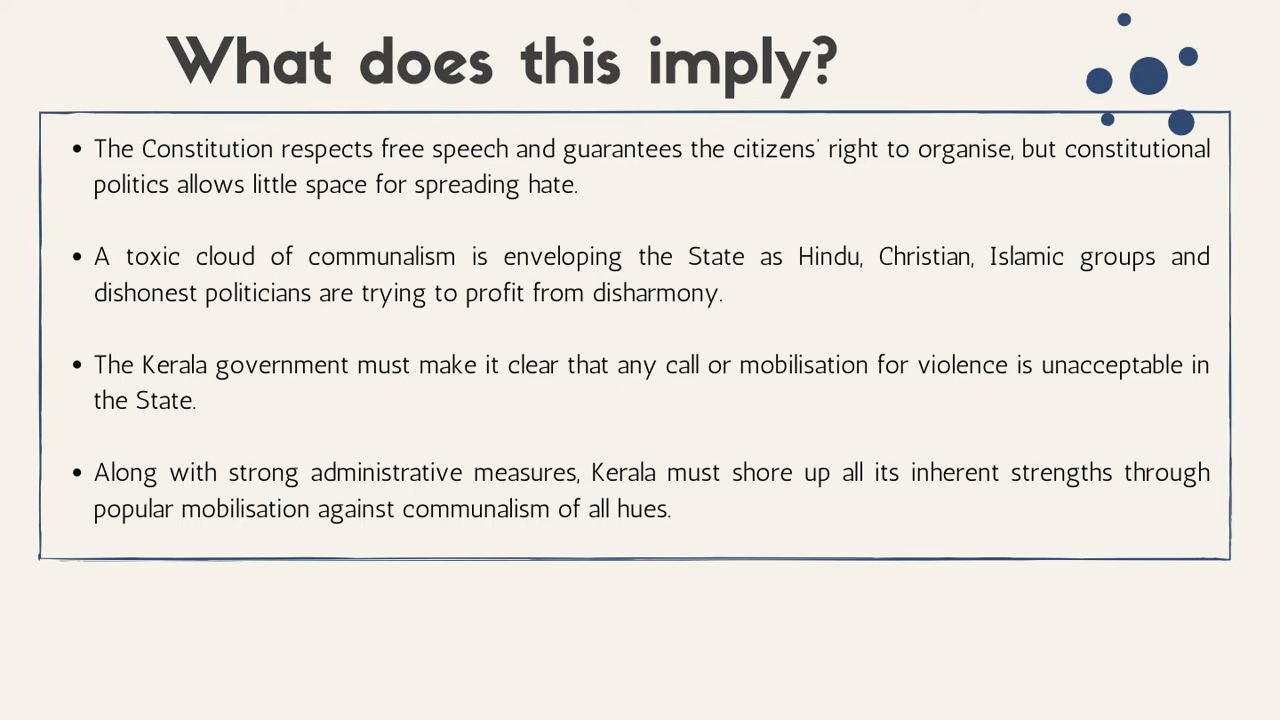 What does this imply?
• The Constitution respects free speech and guarantees the citizens' right to organise, but constitutional
politics allows little space for spreading hate.
• A toxic cloud of communalism is enveloping the State as Hindu, Christian, Islamic groups and
dishonest politicians are trying to profit from disharmony.
• The Kerala government must make it clear that any call or mobilisation for violence is unacceptable in
the State.
• Along with strong administrative measures, Kerala must shore up all its inherent strengths through
popular mobilisation against communalism of all hues.